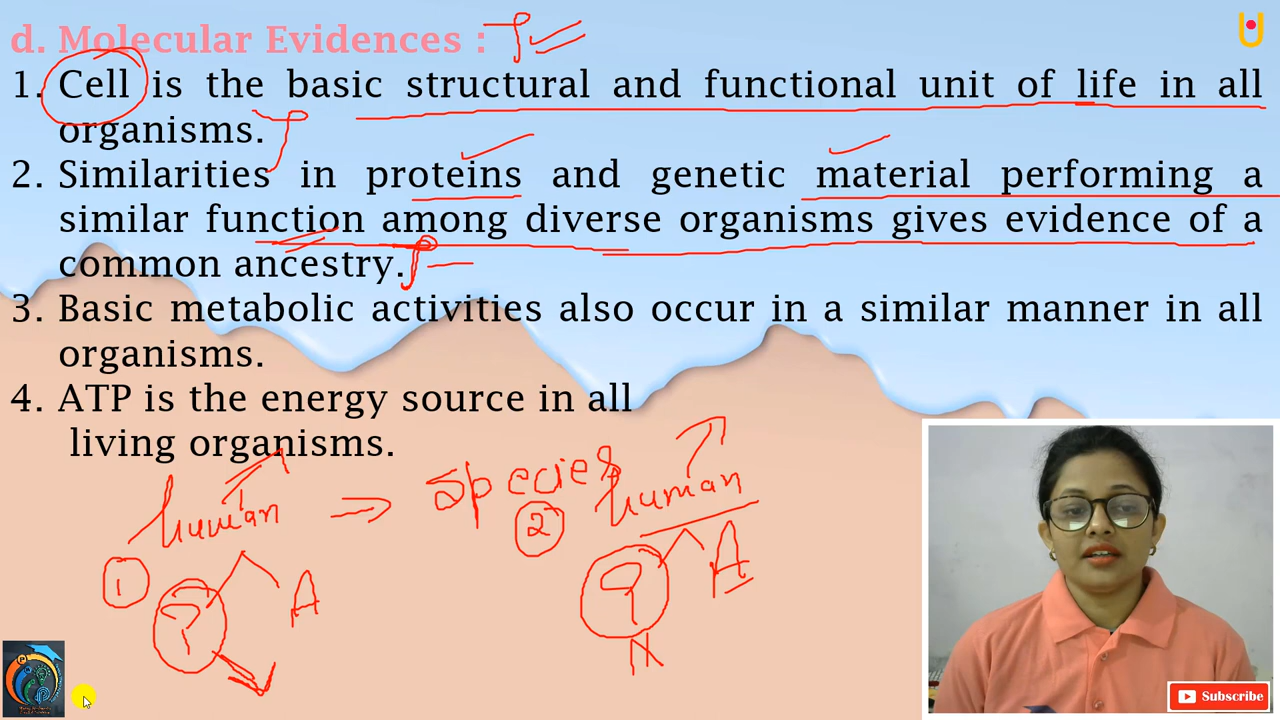 d. Molecular Evidences :
1. Cell is the basic structural and functional unit of life in all
organisms.
2. Similarities in proteins and genetic material performing a
similar function among diverse organisms gives evidence of a
common ancestry.
3. Basic metabolic activities also occur in a similar manner in all
organisms.
4. ATP is the energy source in all
living organisms.
human → species human
1 2
A A
Subscribe